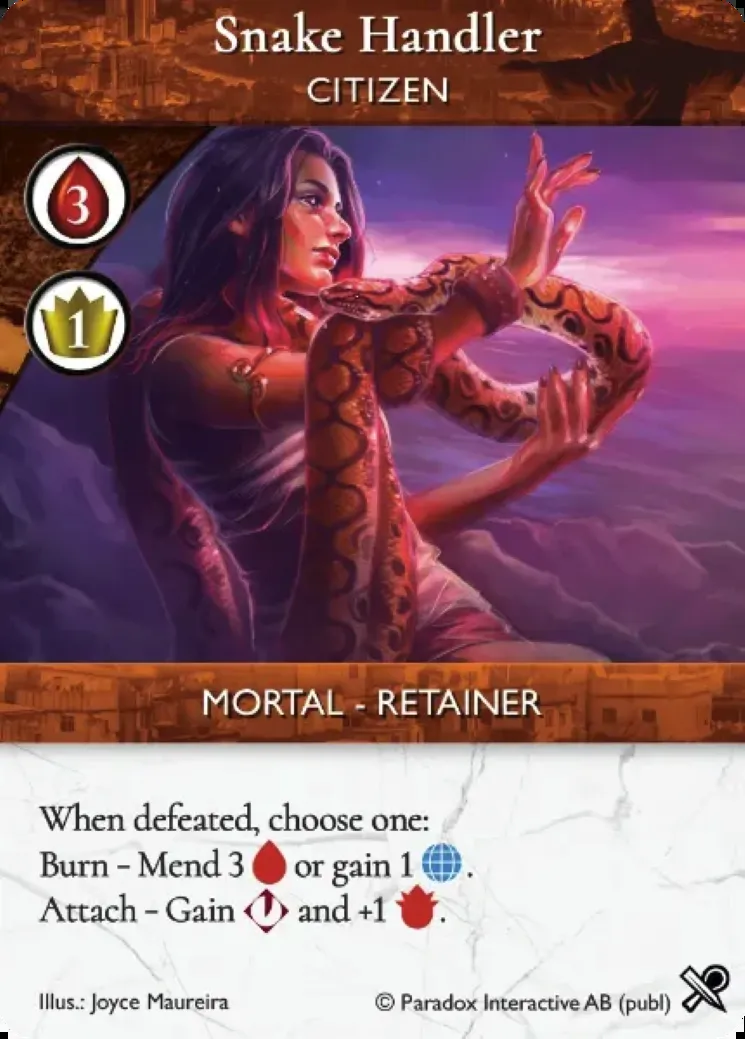 Snake Handler
CITIZEN
3
1
MORTAL - RETAINER
When defeated, choose one:
Burn – Mend 3 or gain 1 .
Attach – Gain and +1 .
Illus.: Joyce Maureira
© Paradox Interactive AB (publ)